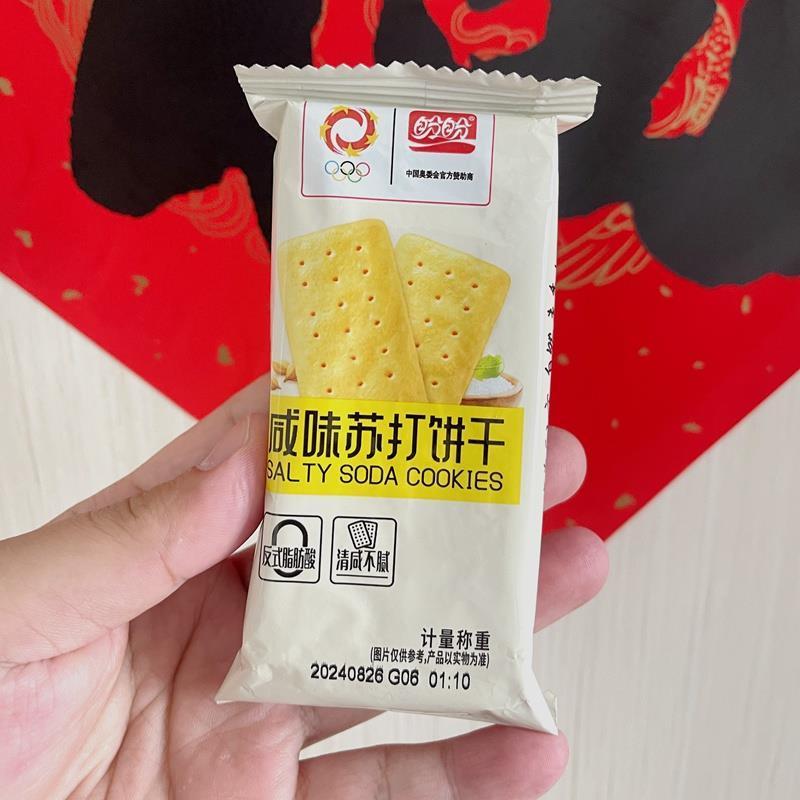 盼盼®
中国奥委会官方赞助商
咸味苏打饼干
SALTY SODA COOKIES
0
反式脂肪酸
清咸不腻
计量称重
(图片仅供参考,产品以实物为准)
20240826 G06 01:10